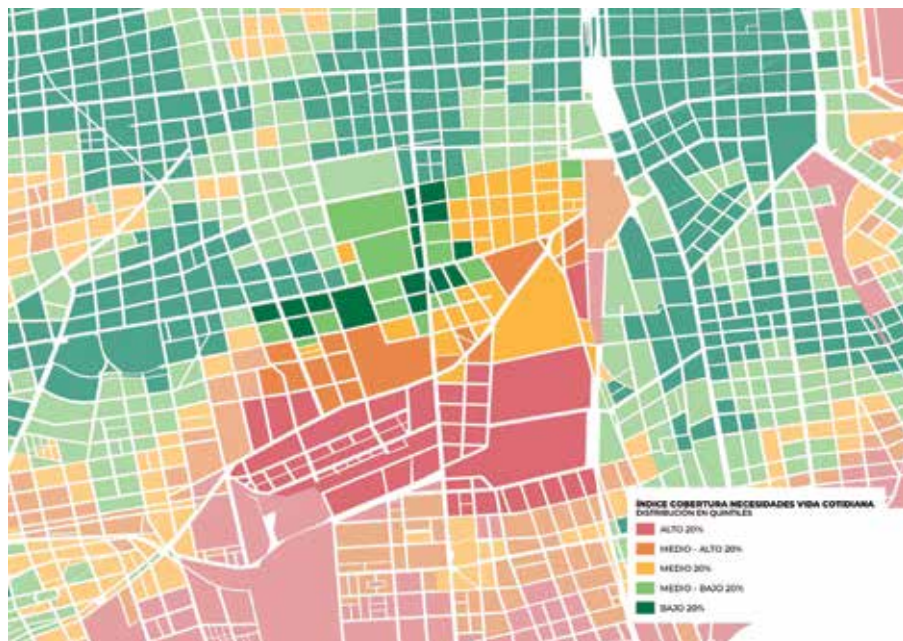 ÍNDICE COBERTURA NECESIDADES VIDA COTIDIANA
DISTRIBUCIÓN EN QUINTILES
ALTO 20%
MEDIO - ALTO 20%
MEDIO 20%
MEDIO - BAJO 20%
BAJO 20%